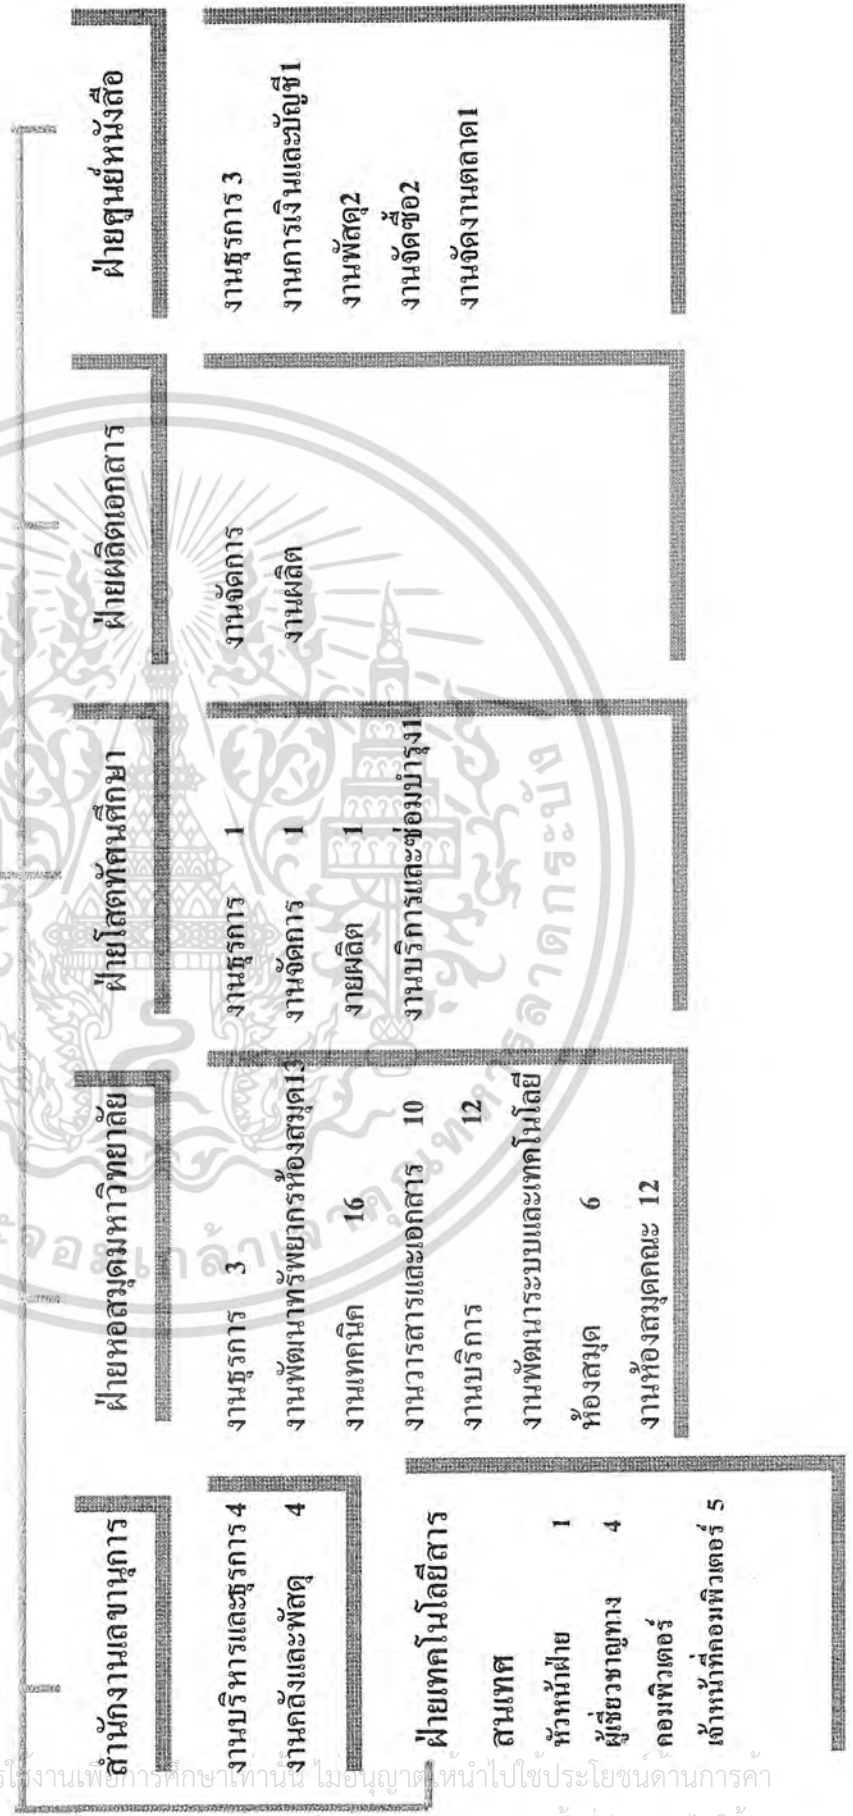 สำนักงานเลขานุการ
งานบริหารและธุรการ 4
งานคลังและพัสดุ 4
ฝ่ายเทคโนโลยีสาร
สนเทศ
หัวหน้าฝ่าย 1
ผู้เชี่ยวชาญทาง 4
คอมพิวเตอร์
เจ้าหน้าที่คอมพิวเตอร์ 5
ฝ่ายหอสมุดมหาวิทยาลัย
งานธุรการ 3
งานพัฒนาทรัพยากรห้องสมุด13
งานเทคนิค 16
งานวารสารและเอกสาร 10
งานบริการ 12
งานพัฒนาระบบและเทคโนโลยี
ห้องสมุด 6
งานห้องสมุดคณะ 12
ฝ่ายโสตทัศนศึกษา
งานธุรการ 1
งานจัดการ 1
งายผลิต 1
งานบริการและซ่อมบำรุง1
ฝ่ายผลิตเอกสาร
งานจัดการ
งานผลิต
ฝ่ายศูนย์หนังสือ
งานธุรการ 3
งานการเงินและบัญชี1
งานพัสดุ2
งานจัดซื้อ2
งานจัดงานตลาด1
ใช้งานเพื่อการศึกษาเท่านั้น ไม่อนุญาตให้นำไปใช้ประโยชน์ด้านการค้า